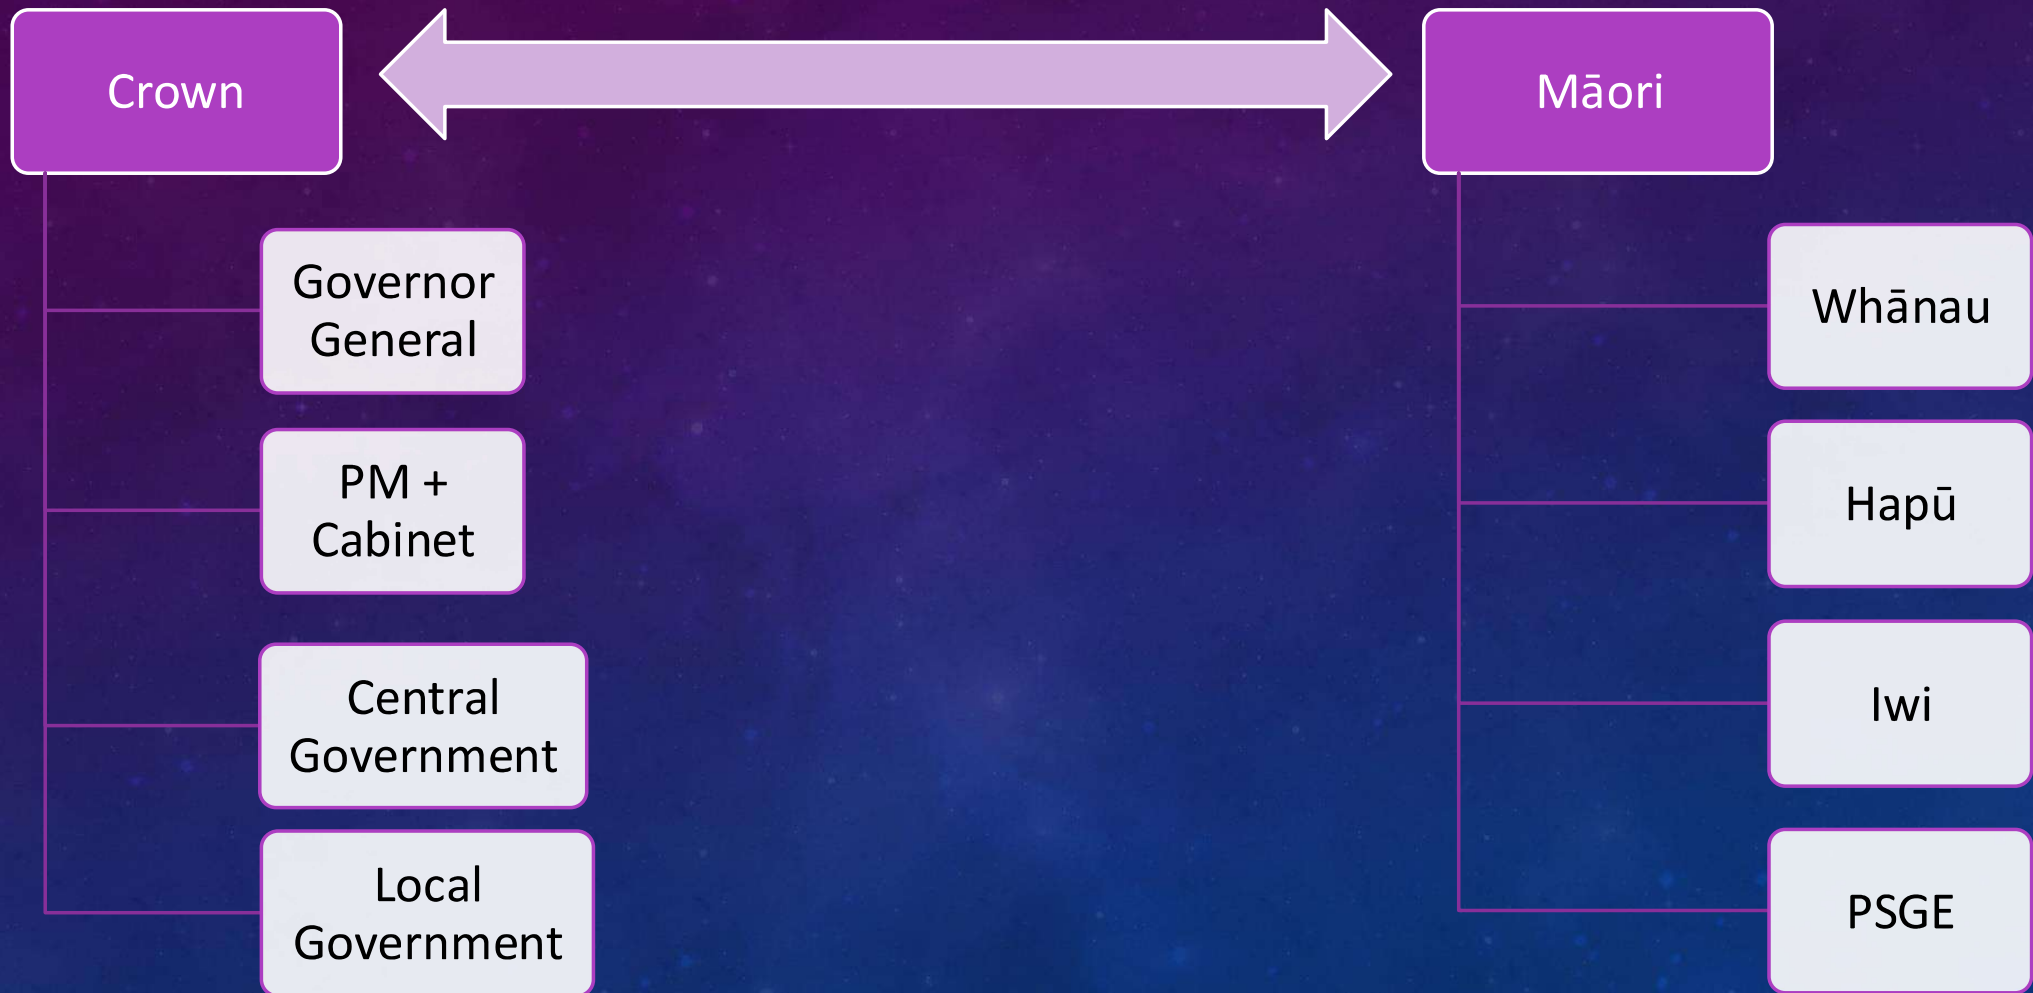 Crown
Māori
Governor
General
PM +
Cabinet
Central
Government
Local
Government
Whānau
Hapū
Iwi
PSGE